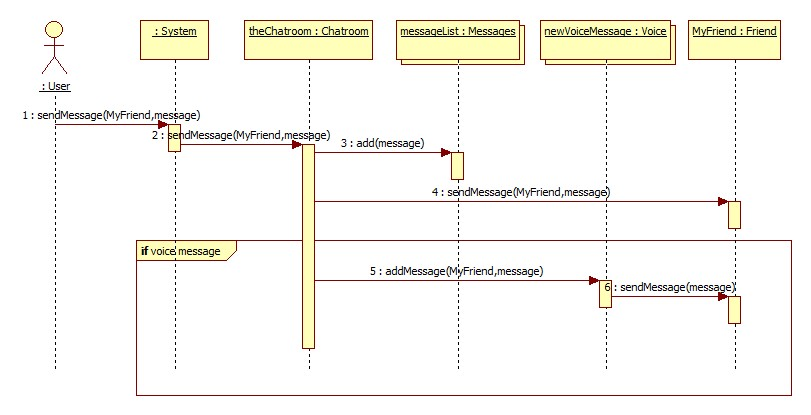 : System
theChatroom : Chatroom
messageList : Messages
newVoiceMessage : Voice
MyFriend : Friend
: User
1 : sendMessage(MyFriend,message)
2 : sendMessage(MyFriend,message)
3 : add(message)
4 : sendMessage(MyFriend,message)
if voice message
5 : addMessage(MyFriend,message)
6 : sendMessage(message)